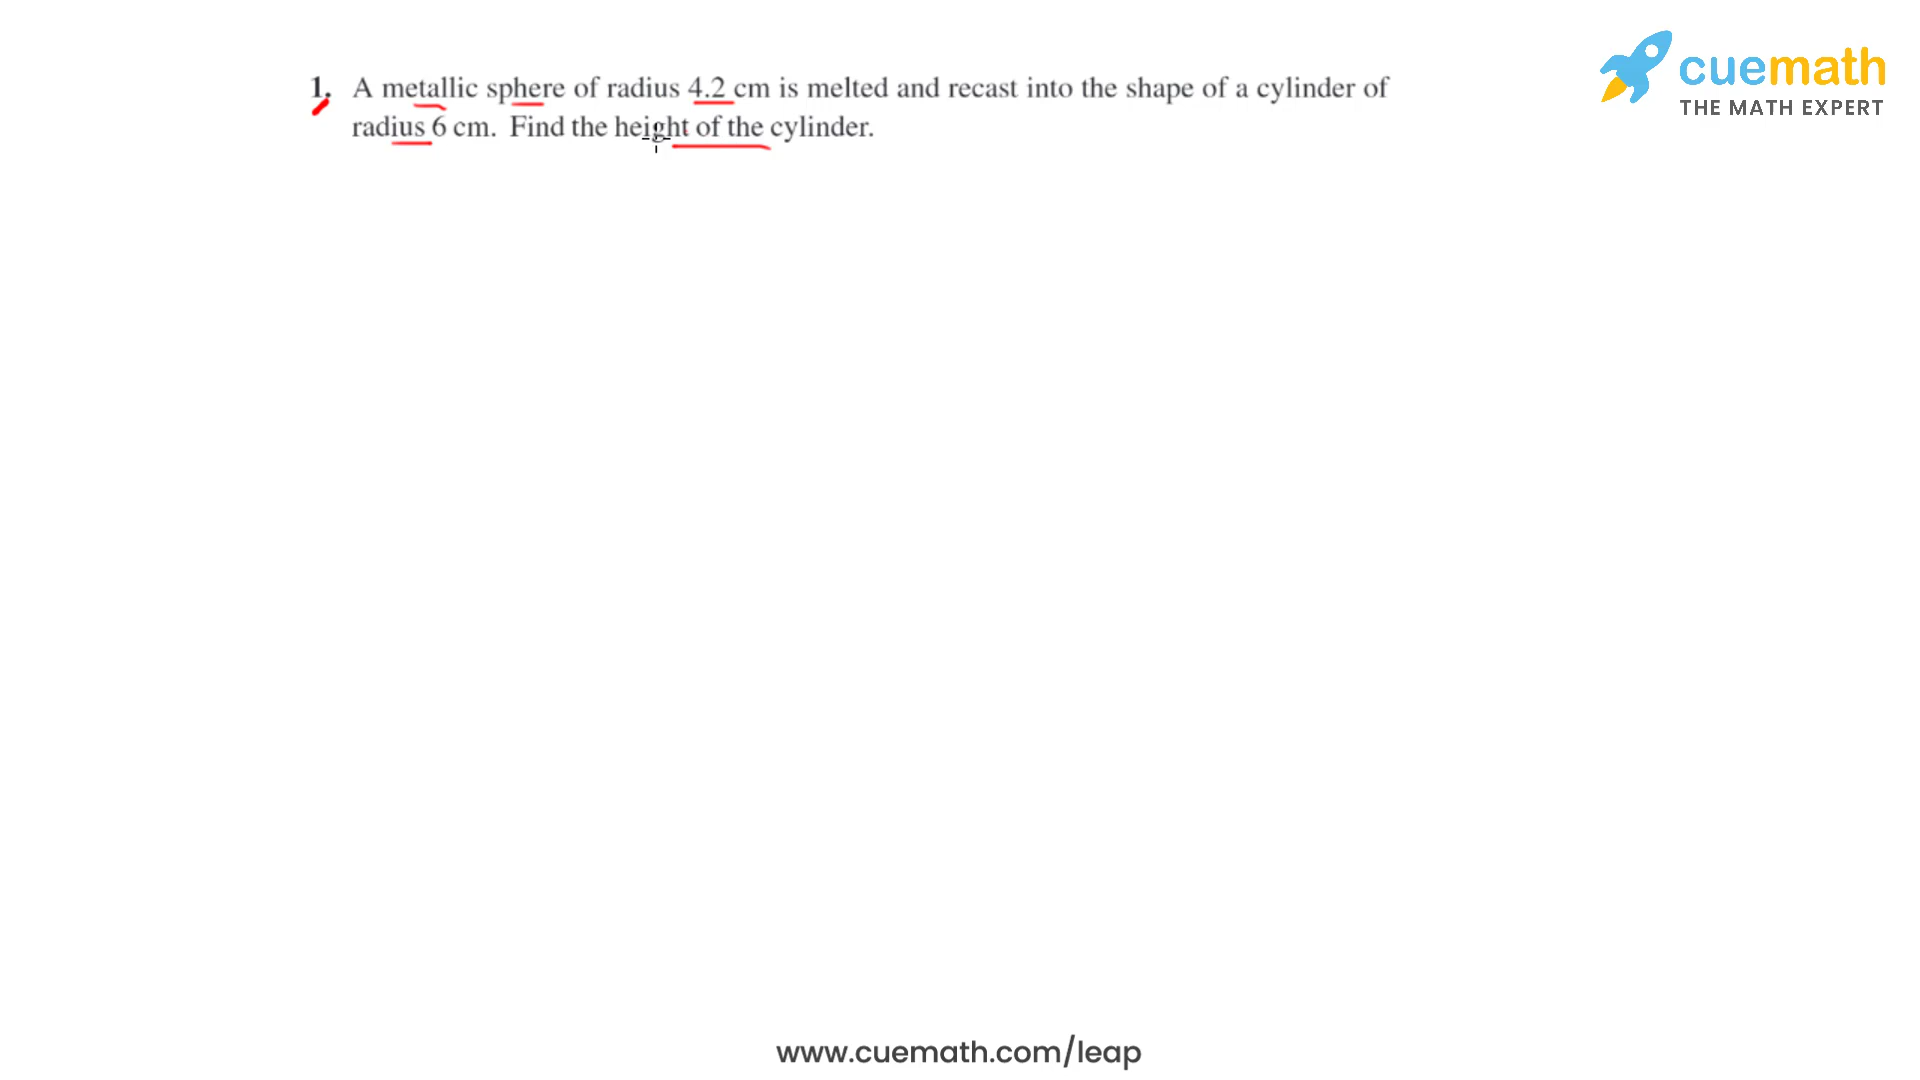 cuemath
THE MATH EXPERT
1. A metallic sphere of radius 4.2 cm is melted and recast into the shape of a cylinder of
radius 6 cm. Find the height of the cylinder.
www.cuemath.com/leap